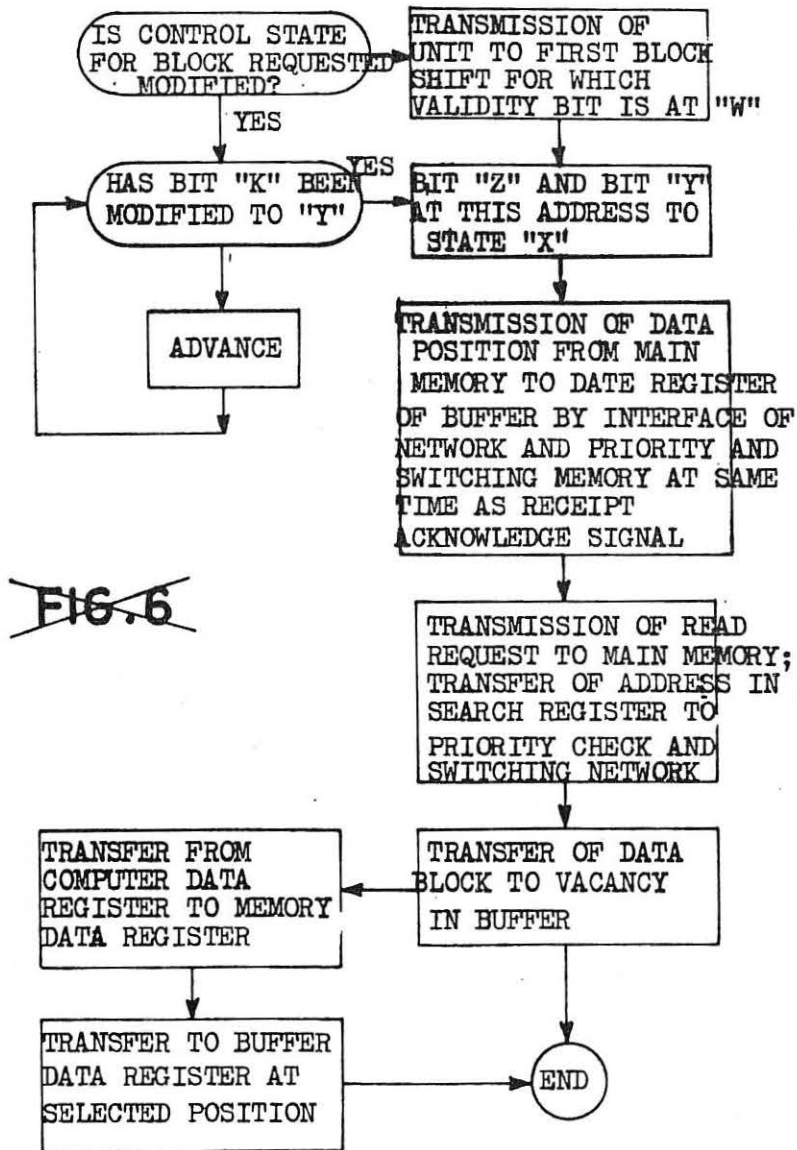 IS CONTROL STATE
FOR BLOCK REQUESTED
MODIFIED?
YES
TRANSMISSION OF
UNIT TO FIRST BLOCK
SHIFT FOR WHICH
VALIDITY BIT IS AT "W"
HAS BIT "K" BEEN
MODIFIED TO "Y"
YES
BIT "Z" AND BIT "Y"
AT THIS ADDRESS TO
STATE "X"
ADVANCE
TRANSMISSION OF DATA
POSITION FROM MAIN
MEMORY TO DATE REGISTER
OF BUFFER BY INTERFACE OF
NETWORK AND PRIORITY AND
SWITCHING MEMORY AT SAME
TIME AS RECEIPT
ACKNOWLEDGE SIGNAL
FIG.6
TRANSMISSION OF READ
REQUEST TO MAIN MEMORY;
TRANSFER OF ADDRESS IN
SEARCH REGISTER TO
PRIORITY CHECK AND
SWITCHING NETWORK
TRANSFER OF DATA
BLOCK TO VACANCY
IN BUFFER
TRANSFER FROM
COMPUTER DATA
REGISTER TO MEMORY
DATA REGISTER
TRANSFER TO BUFFER
DATA REGISTER AT
SELECTED POSITION
END